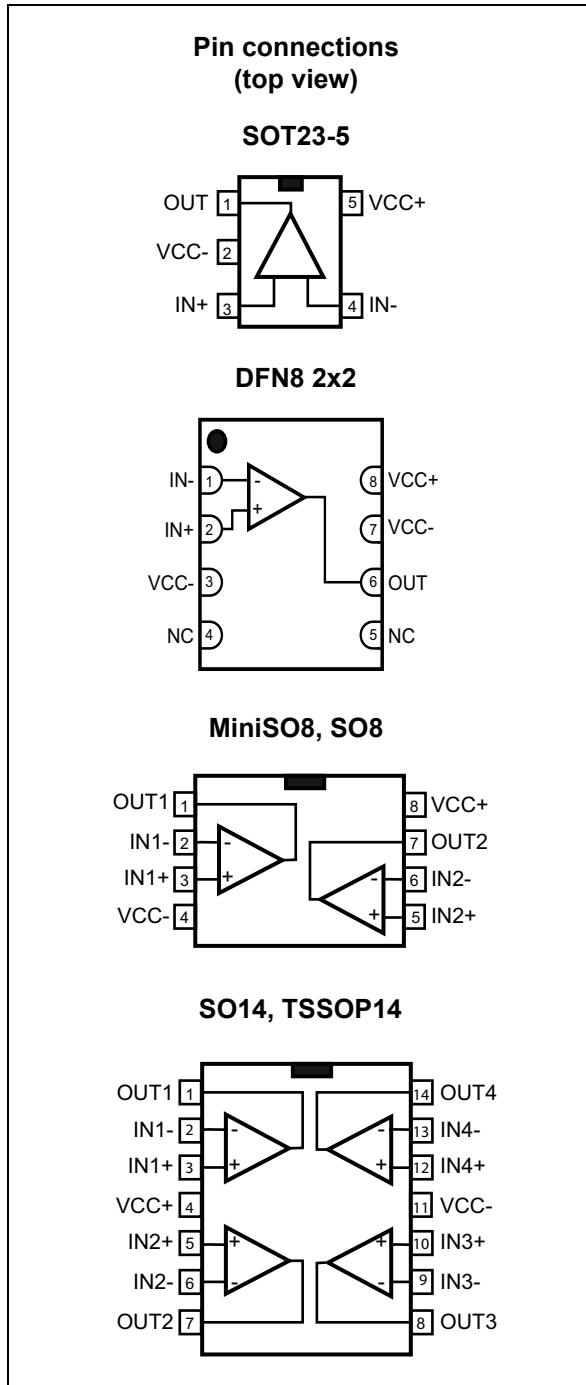 Pin connections
(top view)
SOT23-5
OUT 1 5 VCC+
VCC- 2
IN+ 3 4 IN-
DFN8 2x2
IN- 1 - 8 VCC+
IN+ 2 + 7 VCC-
VCC- 3 6 OUT
NC 4 5 NC
MiniSO8, SO8
OUT1 1 8 VCC+
IN1- 2 - 7 OUT2
IN1+ 3 + - 6 IN2-
VCC- 4 + 5 IN2+
SO14, TSSOP14
OUT1 1 14 OUT4
IN1- 2 - - 13 IN4-
IN1+ 3 + + 12 IN4+
VCC+ 4 11 VCC-
IN2+ 5 + + 10 IN3+
IN2- 6 - - 9 IN3-
OUT2 7 8 OUT3